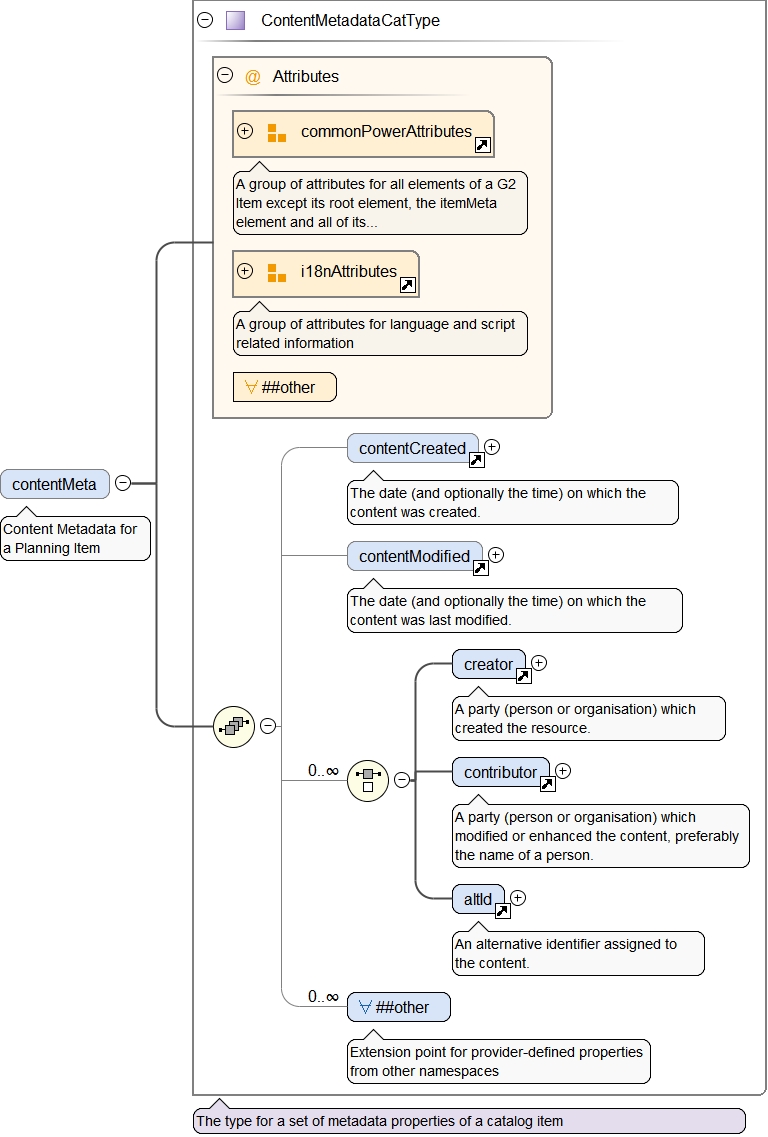 ContentMetadataCatType
@ Attributes
commonPowerAttributes
A group of attributes for all elements of a G2
Item except its root element, the itemMeta
element and all of its...
i18nAttributes
A group of attributes for language and script
related information
##other
contentMeta
Content Metadata for
a Planning Item
contentCreated
The date (and optionally the time) on which the
content was created.
contentModified
The date (and optionally the time) on which the
content was last modified.
creator
A party (person or organisation) which
created the resource.
0..∞
contributor
A party (person or organisation) which
modified or enhanced the content, preferably
the name of a person.
altId
An alternative identifier assigned to
the content.
0..∞
##other
Extension point for provider-defined properties
from other namespaces
The type for a set of metadata properties of a catalog item